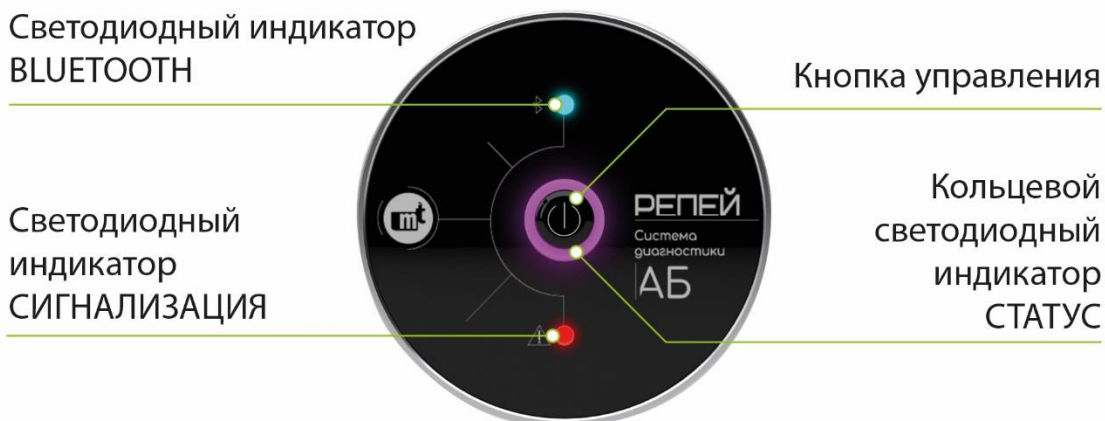 Светодиодный индикатор
BLUETOOTH
Кнопка управления
Светодиодный
индикатор
СИГНАЛИЗАЦИЯ
mt
РЕПЕЙ
Система
диагностики
АБ
Кольцевой
светодиодный
индикатор
СТАТУС